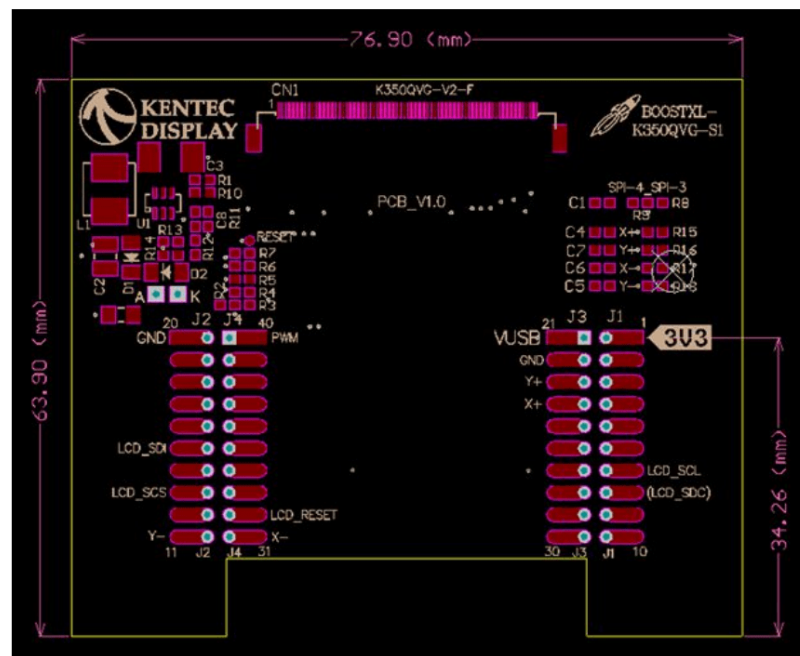 76.90 (mm)
CN1
K350QVG-V2-F
1
KENTEC
DISPLAY
BOOSTXL-
K350QVG-S1
C3
R1
R10
L1
U1
C8
R11
R13
R14
R12
C2
D1
D2
A
K
RESET
R7
R6
R5
R4
R3
R2
PCB_V1.0
SPI-4_SPI-3
C1
R8
R9
C4
X+
R15
C7
Y+
R16
C6
X-
R17
C5
Y-
R18
20
J2
J4
40
GND
PWM
LCD_SDI
LCD_SCS
LCD_RESET
Y-
X-
11
J2
J4
31
21
J3
J1
1
VUSB
3V3
GND
Y+
X+
LCD_SCL
(LCD_SDC)
30
J3
J1
10
63.90 (mm)
34.26 (mm)